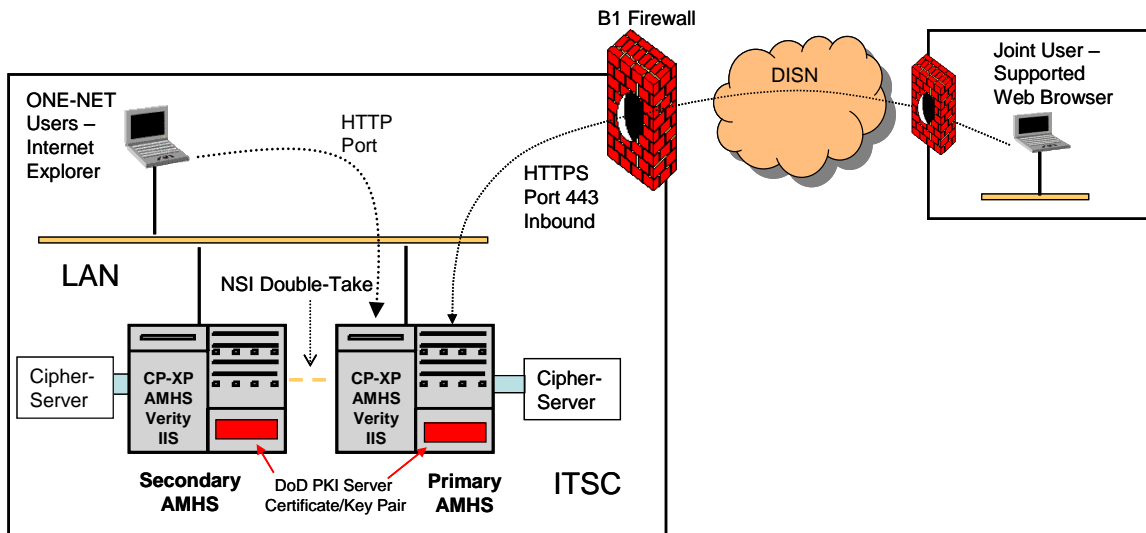 B1 Firewall
DISN
Joint User –
Supported
Web Browser
ONE-NET
Users –
Internet
Explorer
HTTP
Port
HTTPS
Port 443
Inbound
LAN
NSI Double-Take
Cipher-
Server
CP-XP
AMHS
Verity
IIS
CP-XP
AMHS
Verity
IIS
Cipher-
Server
Secondary
AMHS
DoD PKI Server
Certificate/Key Pair
Primary
AMHS
ITSC